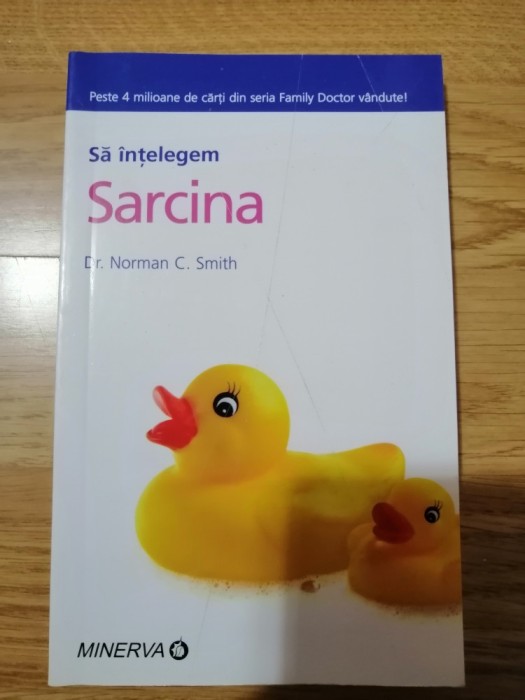 Peste 4 milioane de cărți din seria Family Doctor vândute!
Să înțelegem
Sarcina
Dr. Norman C. Smith
MINERVA